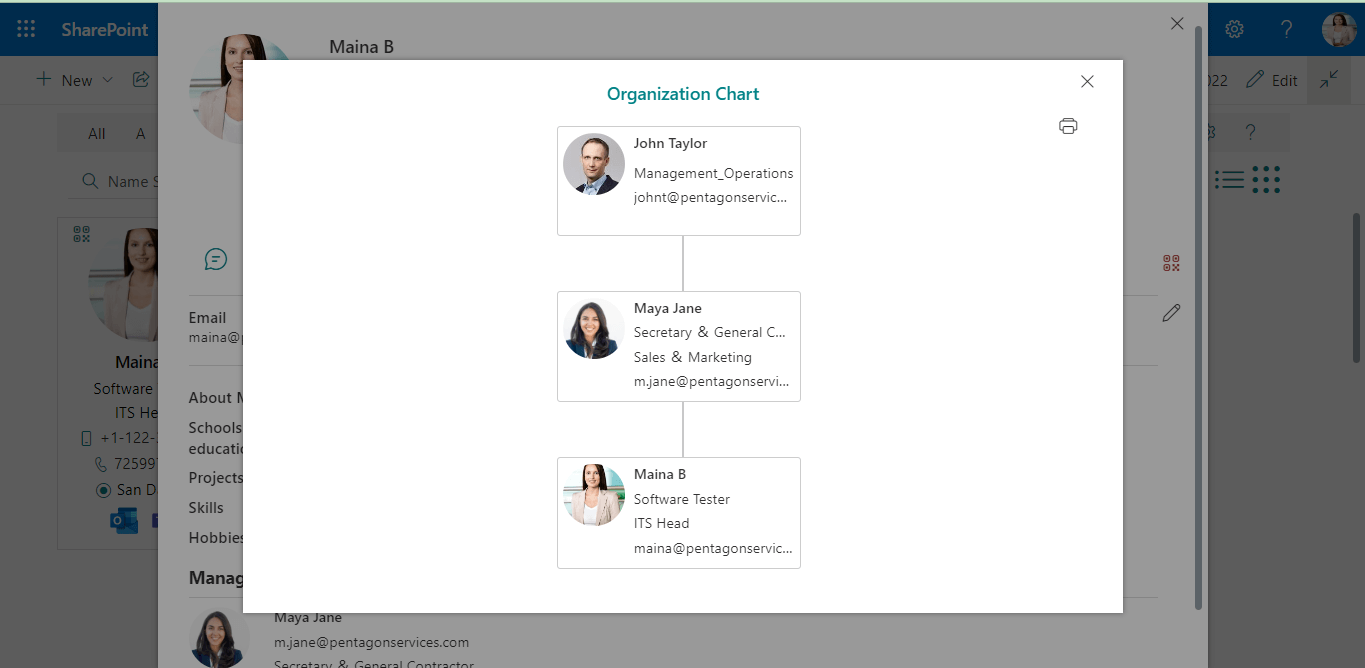 SharePoint
Maina B
New
022
Edit
Organization Chart
All
A
Name S
John Taylor
Management_Operations
johnt@pentagonservic...
Maya Jane
Secretary & General C...
Sales & Marketing
m.jane@pentagonservi...
Email
maina@p
Maina
Software
ITS He
+1-122-
72599
San D
About M
Schools
educatio
Projects
Skills
Hobbies
Maina B
Software Tester
ITS Head
maina@pentagonservic...
Manag
Maya Jane
m.jane@pentagonservices.com
Secretary & General Contractor